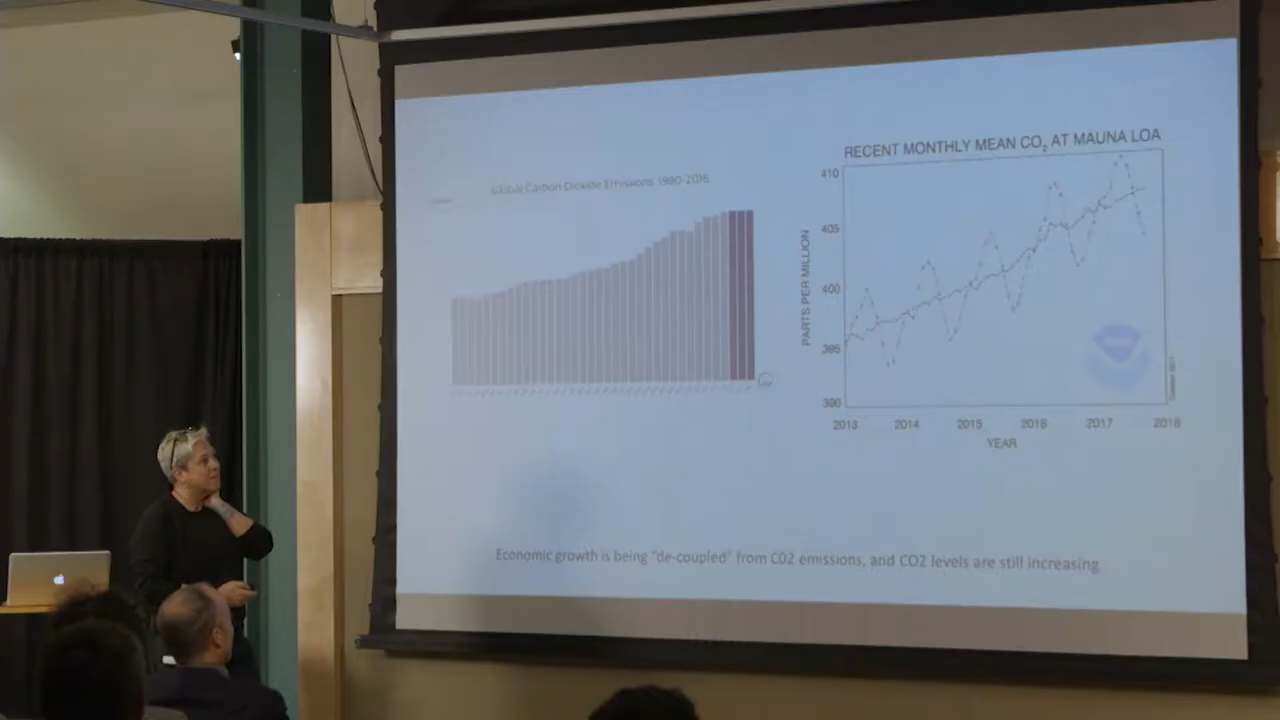 Global Carbon Dioxide Emissions, 1980-2016
RECENT MONTHLY MEAN CO2 AT MAUNA LOA
410
405
400
395
390
PARTS PER MILLION
2013 2014 2015 2016 2017 2018
YEAR
Economic growth is being "de-coupled" from C02 emissions, and CO2 levels are still increasing